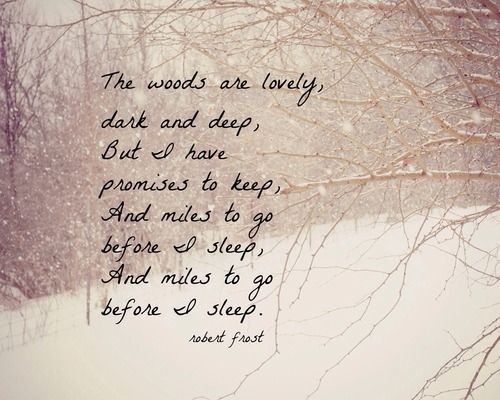 The woods are lovely,
dark and deep,
But I have
promises to keep,
And miles to go
before I sleep,
And miles to go
before I sleep.
robert frost